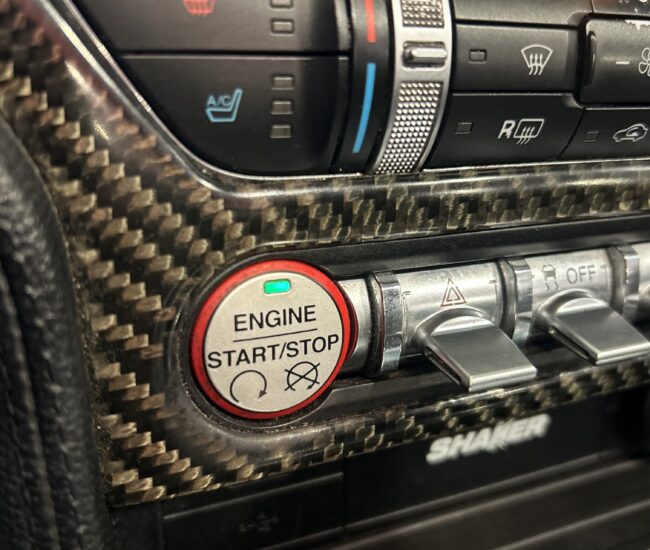 A/C
R
OFF
ENGINE
START/STOP
SHAKER